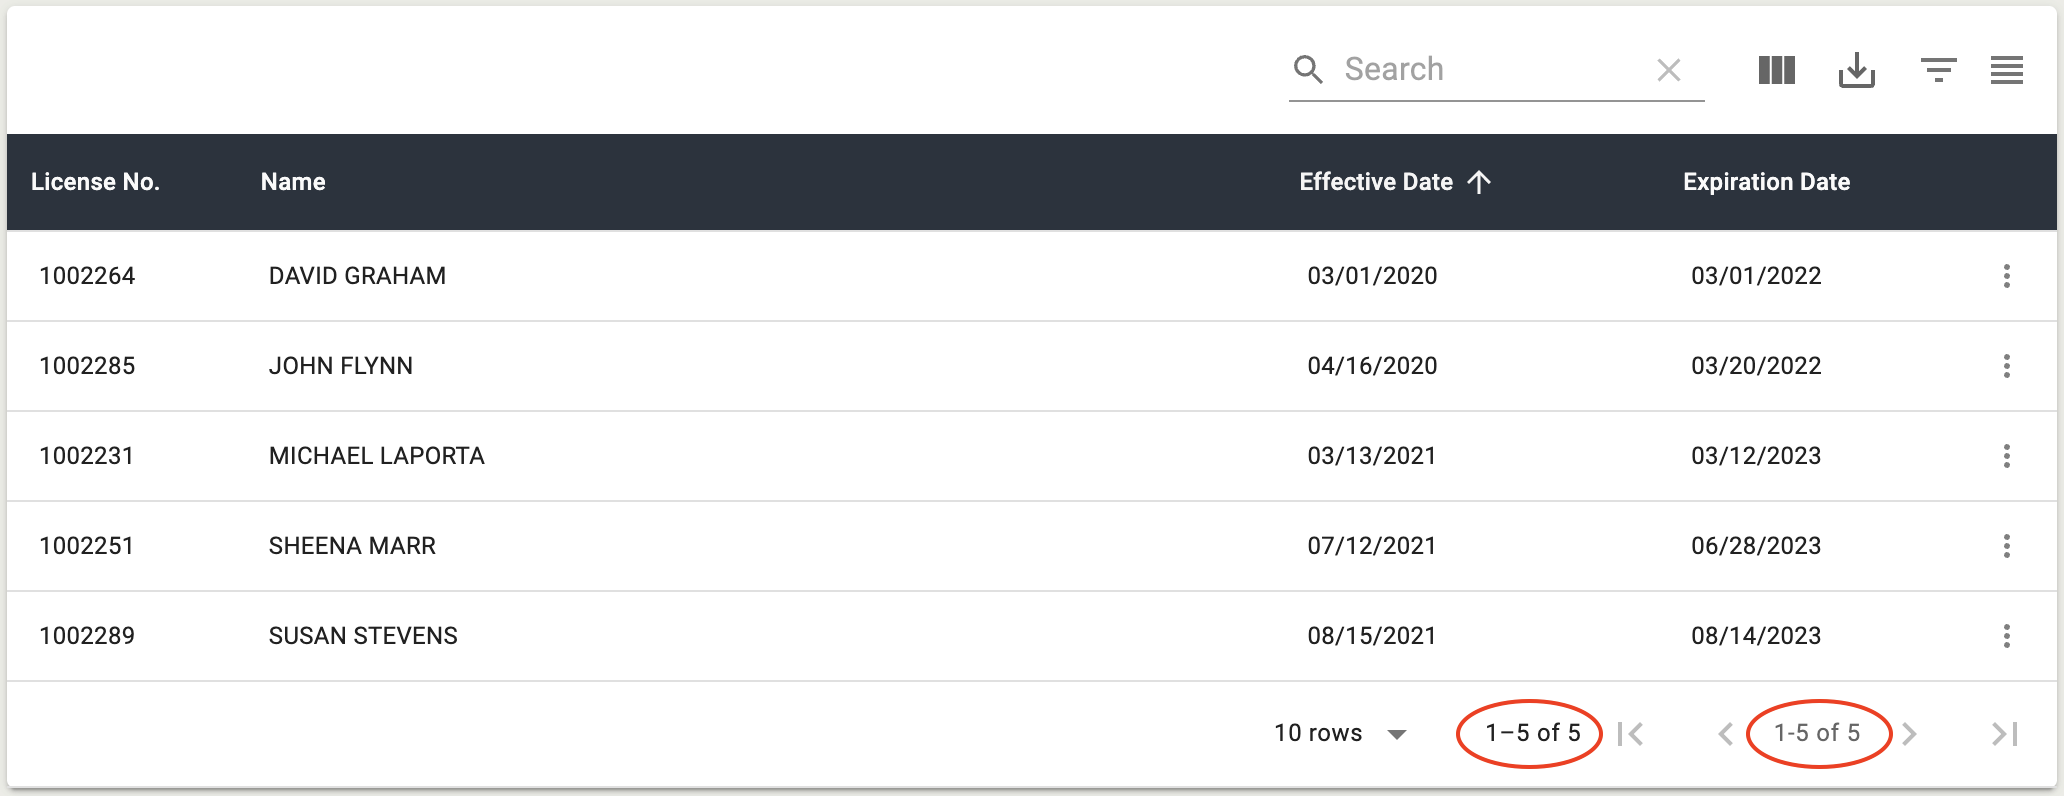 Search
License No. Name Effective Date Expiration Date
1002264 DAVID GRAHAM 03/01/2020 03/01/2022
1002285 JOHN FLYNN 04/16/2020 03/20/2022
1002231 MICHAEL LAPORTA 03/13/2021 03/12/2023
1002251 SHEENA MARR 07/12/2021 06/28/2023
1002289 SUSAN STEVENS 08/15/2021 08/14/2023
10 rows 1–5 of 5 1-5 of 5